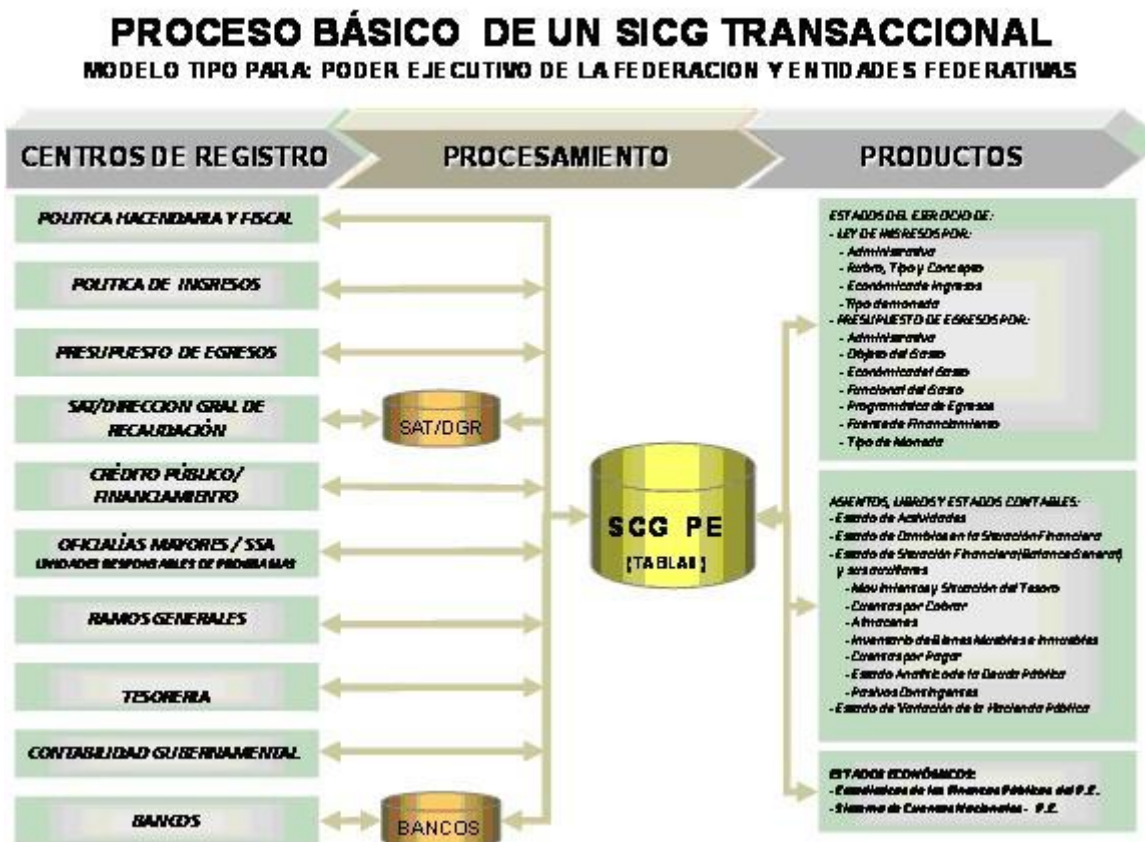 PROCESO BÁSICO DE UN SICG TRANSACCIONAL
MODELO TIPO PARA: PODER EJECUTIVO DE LA FEDERACION Y ENTIDADES FEDERATIVAS
CENTROS DE REGISTRO
PROCESAMIENTO
PRODUCTOS
POLITICA HACENDARIA Y FISCAL
POLITICA DE INGRESOS
PRESUPUESTO DE EGRESOS
SAT/DIRECCION GRAL DE
RECAUDACIÓN
CRÉDITO PÚBLICO/
FINANCIAMIENTO
OFICIALÍAS MAYORES / SSA
UNIDADES RESPONSABLES DE PROGRAMAS
RAMOS GENERALES
TESORERIA
CONTABILIDAD GUBERNAMENTAL
BANCOS
SAT/DGR
BANCOS
SCG PE
(TABLAS)
ESTADOS DEL EJERCICIO DE:
- LEY DE INGRESOS POR:
- Administrativa
- Rubro, Tipo y Concepto
- Económica de Ingresos
- Tipo de moneda
- PRESUPUESTO DE EGRESOS POR:
- Administrativa
- Objeto del Gasto
- Económica del Gasto
- Funcional del Gasto
- Programática de Egresos
- Fuente de Financiamiento
- Tipo de Moneda
ASIENTOS, LIBROS Y ESTADOS CONTABLES:
- Estado de Actividades
- Estado de Cambios en la Situación Financiera
- Estado de Situación Financiera (Balance General)
y sus auxiliares
- Movimientos y Situación del Tesoro
- Cuentas por Cobrar
- Almacenes
- Inventario de Bienes Muebles e Inmuebles
- Cuentas por Pagar
- Estado Analítico de la Deuda Pública
- Pasivos Contingentes
- Estado de Variación de la Hacienda Pública
ESTADOS ECONÓMICOS:
- Estadísticas de las Finanzas Públicas del P.E.
- Sistema de Cuentas Nacionales - P.E.